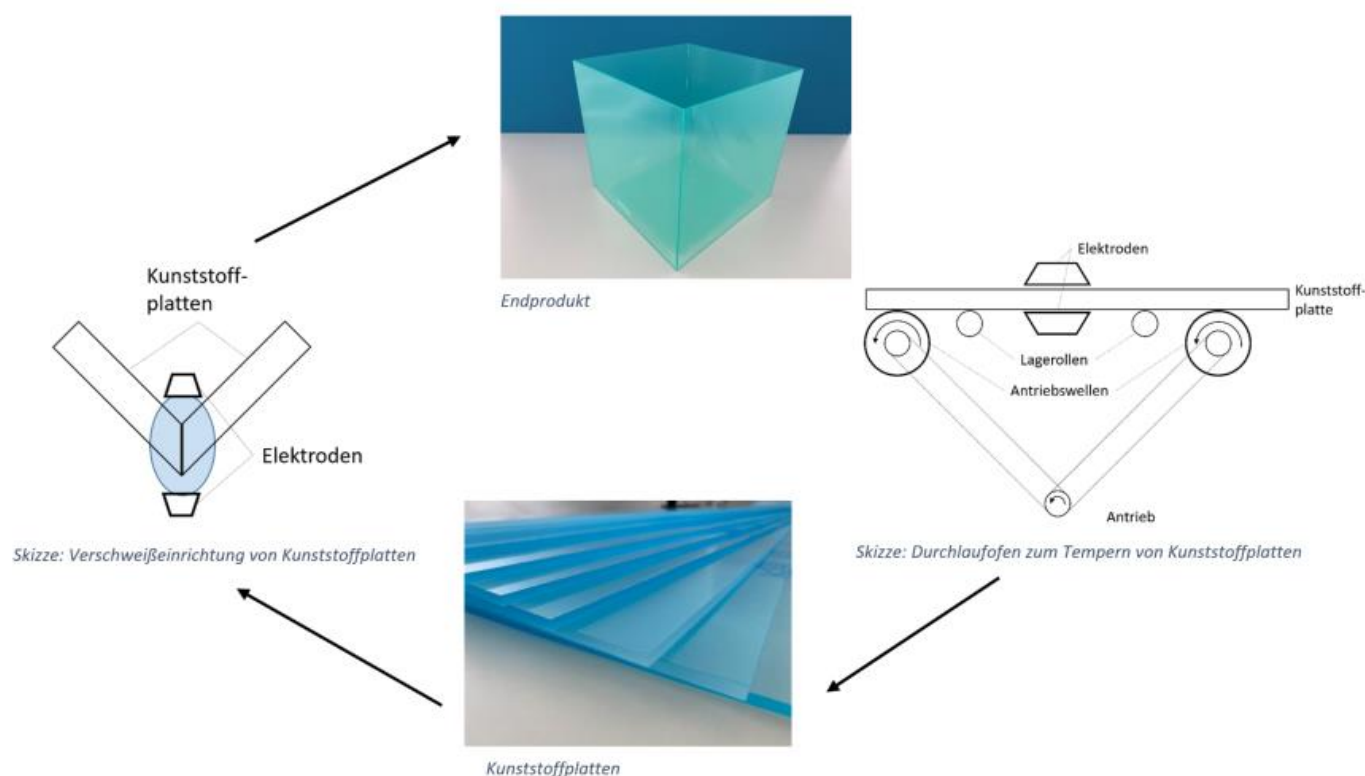 Endprodukt
Kunststoff-
platten
Elektroden
Skizze: Verschweißeinrichtung von Kunstsstoffplatten
Elektroden
Kunststoff-
platte
Lagerollen
Antriebswellen
Antrieb
Skizze: Durchlaufofen zum Tempern von Kunststoffplatten
Kunststoffplatten